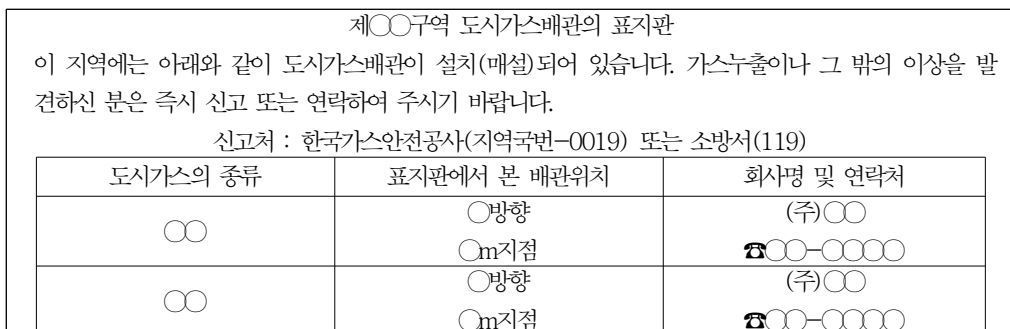 제◯◯구역 도시가스배관의 표지판
이 지역에는 아래와 같이 도시가스배관이 설치(매설)되어 있습니다. 가스누출이나 그 밖의 이상을 발
견하신 분은 즉시 신고 또는 연락하여 주시기 바랍니다.
신고처 : 한국가스안전공사(지역국번-0019) 또는 소방서(119)
도시가스의 종류 표지판에서 본 배관위치 회사명 및 연락처
◯◯ ◯방향 (주)◯◯
◯m지점 ☎◯◯-◯◯◯◯
◯◯ ◯방향 (주)◯◯
◯m지점 ☎◯◯-◯◯◯◯